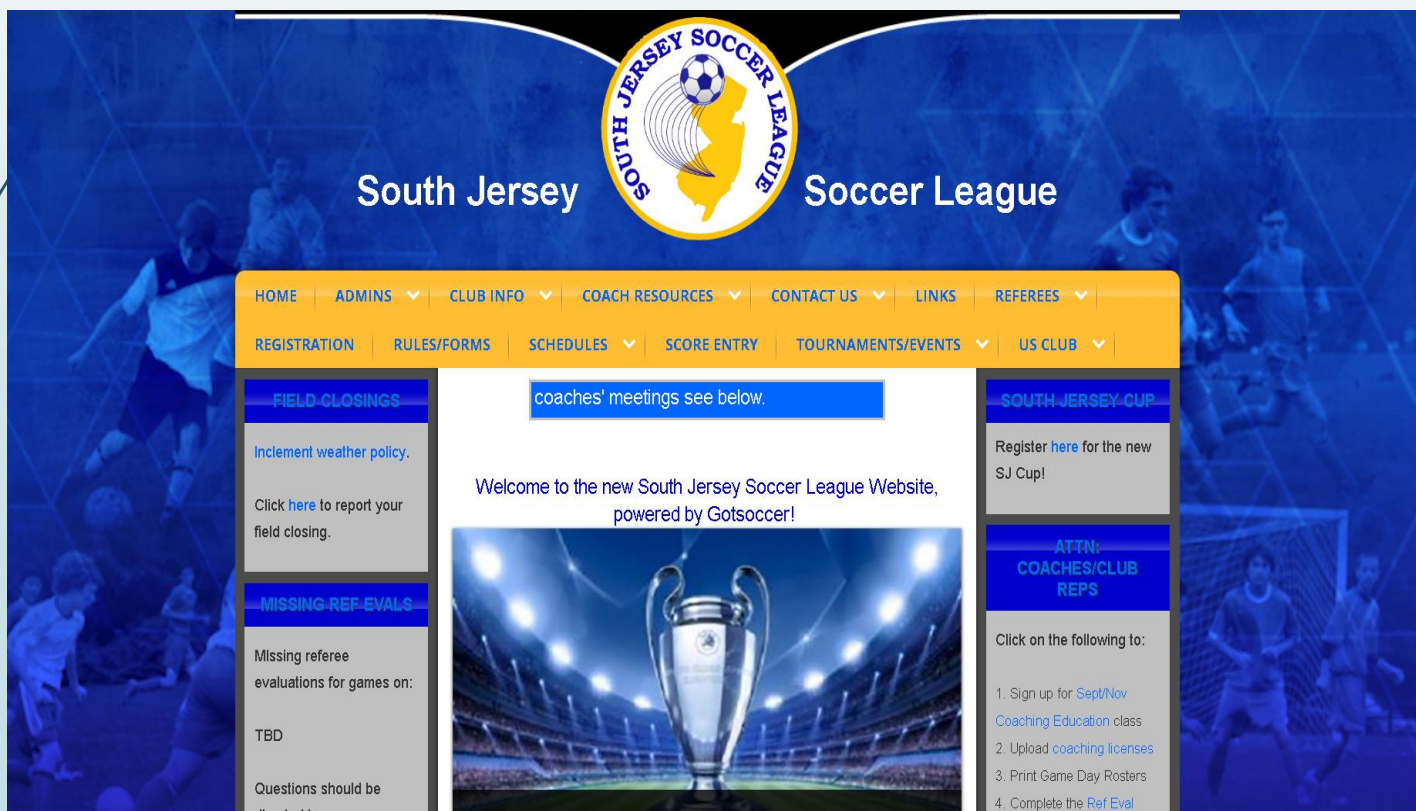 SOUTH JERSEY SOCCER LEAGUE
South Jersey Soccer League
HOME ADMINS CLUB INFO COACH RESOURCES CONTACT US LINKS REFEREES
REGISTRATION RULES/FORMS SCHEDULES SCORE ENTRY TOURNAMENTS/EVENTS US CLUB
FIELD CLOSINGS
Inclement weather policy.
Click here to report your
field closing.
MISSING REF EVALS
MIssing referee
evaluations for games on:
TBD
Questions should be
coaches' meetings see below.
Welcome to the new South Jersey Soccer League Website,
powered by Gotsoccer!
SOUTH JERSEY CUP
Register here for the new
SJ Cup!
ATTN:
COACHES/CLUB
REPS
Click on the following to:
1. Sign up for Sept/Nov
Coaching Education class
2. Upload coaching licenses
3. Print Game Day Rosters
4. Complete the Ref Eval